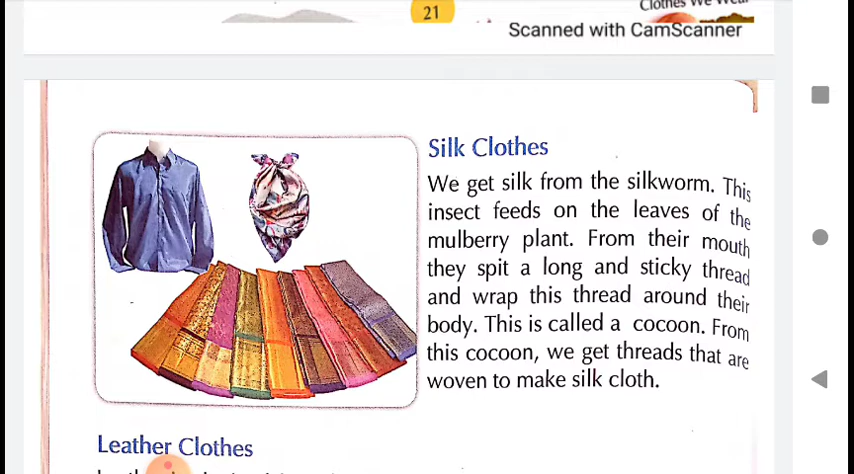 21
Clothes We Wear
Scanned with CamScanner
Silk Clothes
We get silk from the silkworm. This
insect feeds on the leaves of the
mulberry plant. From their mouth
they spit a long and sticky thread
and wrap this thread around their
body. This is called a cocoon. From
this cocoon, we get threads that are
woven to make silk cloth.
Leather Clothes